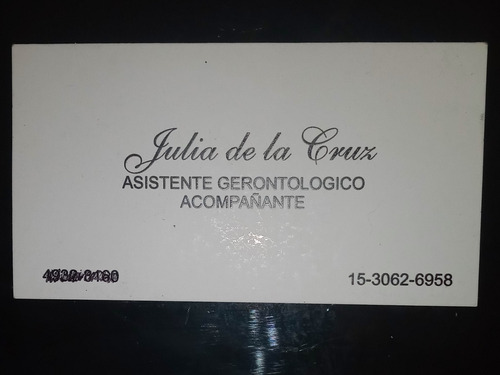 Julia de la Cruz
ASISTENTE GERONTOLOGICO
ACOMPAÑANTE
15-3062-6958